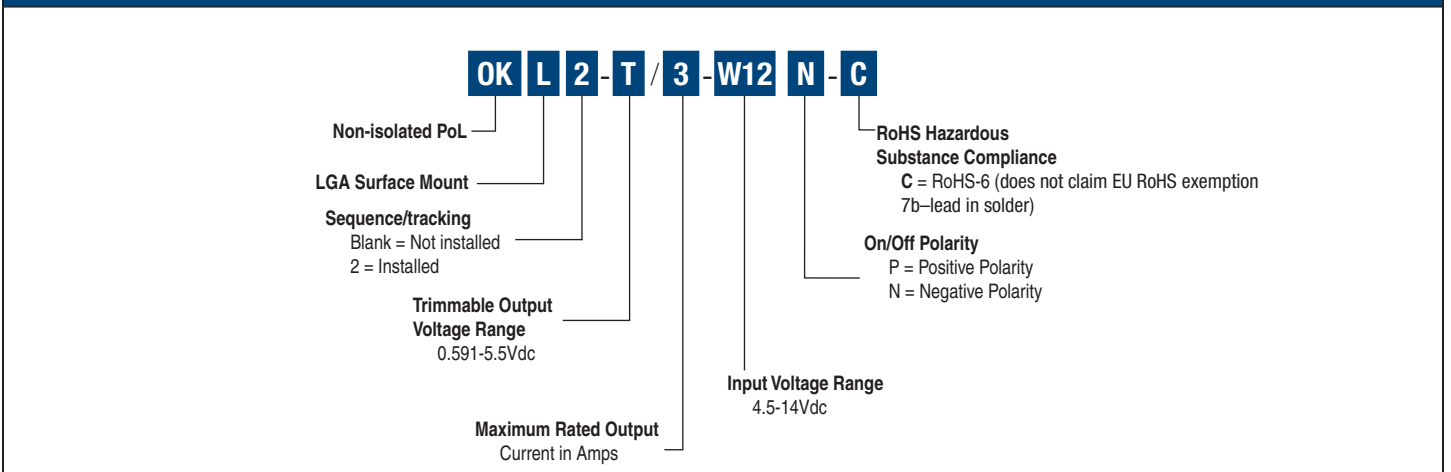 OK L 2 - T / 3 - W12 N - C
Non-isolated PoL
LGA Surface Mount
Sequence/tracking
Blank = Not installed
2 = Installed
Trimmable Output
Voltage Range
0.591-5.5Vdc
Maximum Rated Output
Current in Amps
Input Voltage Range
4.5-14Vdc
On/Off Polarity
P = Positive Polarity
N = Negative Polarity
RoHS Hazardous
Substance Compliance
C = RoHS-6 (does not claim EU RoHS exemption
7b–lead in solder)